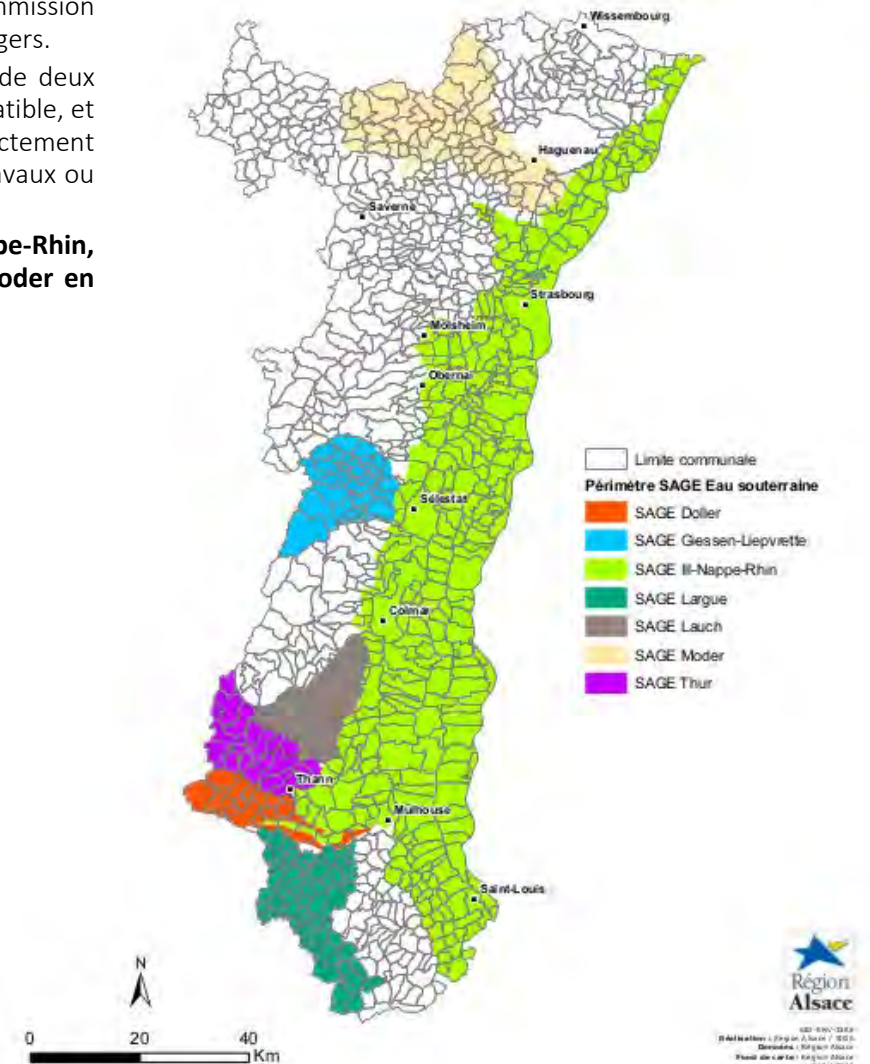 mmission
gers.
de deux
atible, et
ctement
avaux ou
pe-Rhin,
oder en
Wissembourg
Haguenau
Saverne
Strasbourg
Molsheim
Obernai
Sélestat
Colmar
Thann
Mulhouse
Saint-Louis
Limite communale
Périmètre SAGE Eau souterraine
SAGE Doller
SAGE Giessen-Liepvrette
SAGE Ill-Nappe-Rhin
SAGE Largue
SAGE Lauch
SAGE Moder
SAGE Thur
N
0 20 40
Km
Région
Alsace